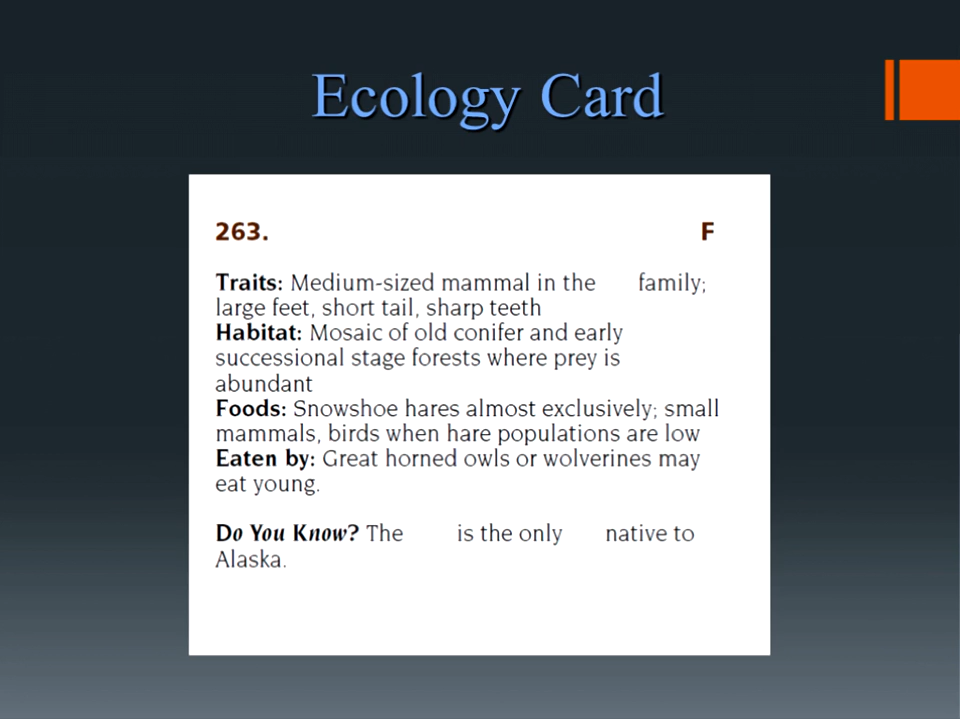 Ecology Card
263. F
Traits: Medium-sized mammal in the family;
large feet, short tail, sharp teeth
Habitat: Mosaic of old conifer and early
successional stage forests where prey is
abundant
Foods: Snowshoe hares almost exclusively; small
mammals, birds when hare populations are low
Eaten by: Great horned owls or wolverines may
eat young.
Do You Know? The is the only native to
Alaska.